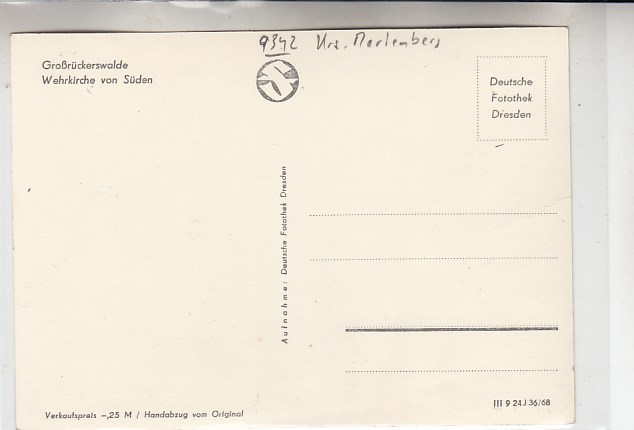 9342 Krs. Marienberg
Großrückerswalde
Wehrkirche von Süden
Deutsche
Fotothek
Dresden
Aufnahme: Deutsche Fotothek Dresden
III 9 24 J 36/68
Verkaufspreis –,25 M / Handabzug vom Original